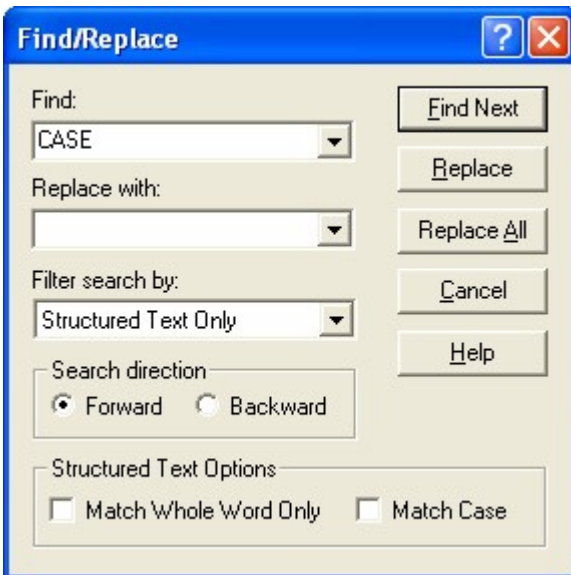 Find/Replace
Find:
CASE
Replace with:
Filter search by:
Structured Text Only
Search direction
Forward Backward
Structured Text Options
Match Whole Word Only Match Case
Find Next
Replace
Replace All
Cancel
Help